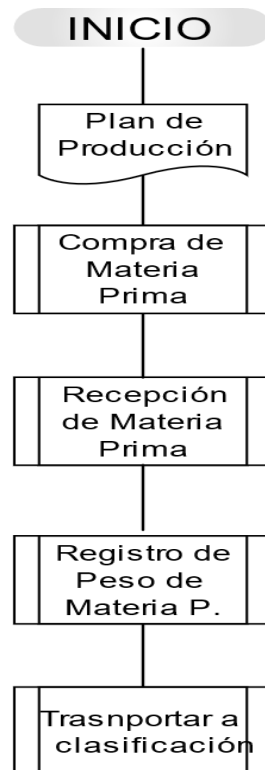 INICIO
Plan de
Producción
Compra de
Materia
Prima
Recepción
de Materia
Prima
Registro de
Peso de
Materia P.
Trasnportar a
clasificación